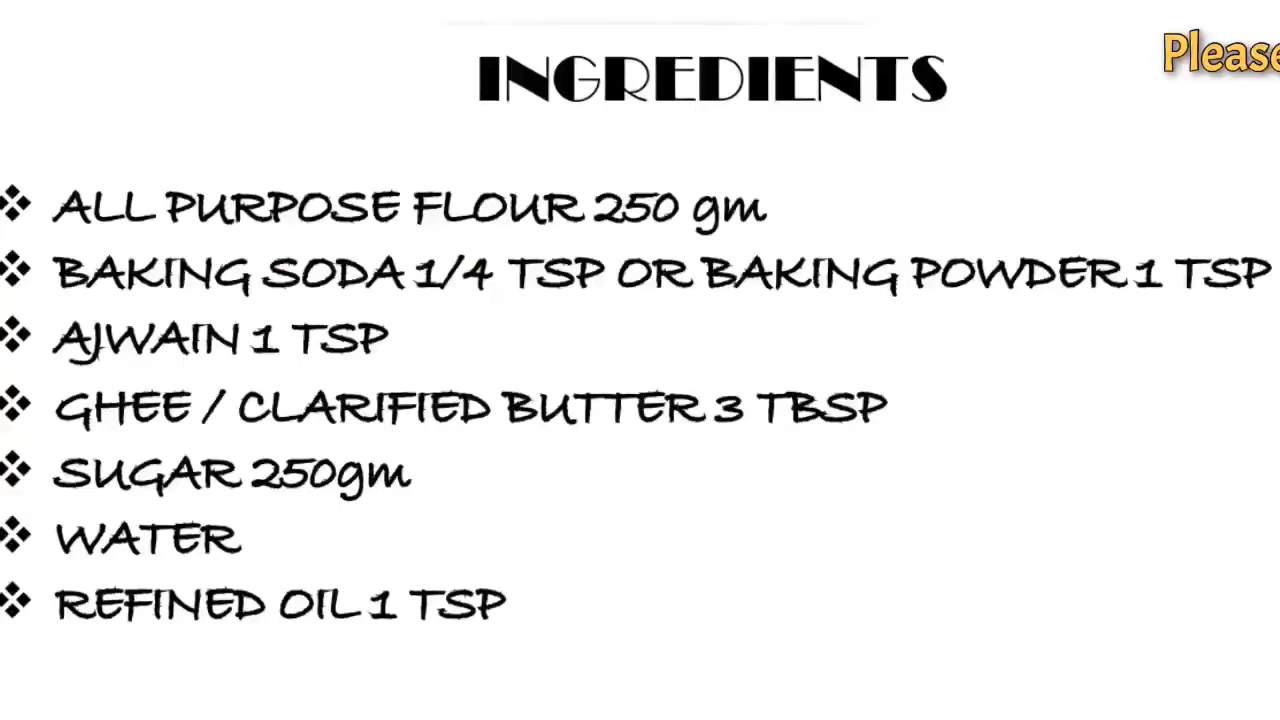 INGREDIENTS
Please
ALL PURPOSE FLOUR 250 gm
BAKING SODA 1/4 TSP OR BAKING POWDER 1 TSP
AJWAIN 1 TSP
GHEE / CLARIFIED BUTTER 3 TBSP
SUGAR 250gm
WATER
REFINED OIL 1 TSP